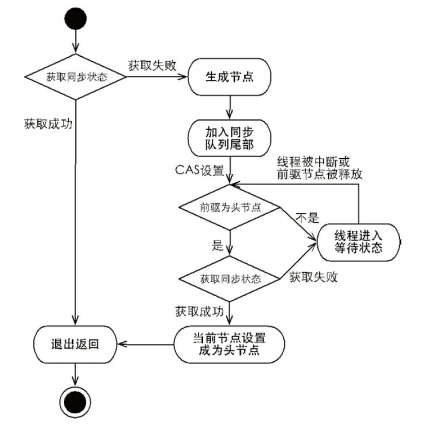 获取同步状态
获取失败
生成节点
获取成功
加入同步
队列尾部
CAS设置
线程被中断或
前驱节点被释放
前驱为头节点
不是
线程进入
等待状态
是
获取同步状态
获取失败
获取成功
退出返回
当前节点设置
成为头节点